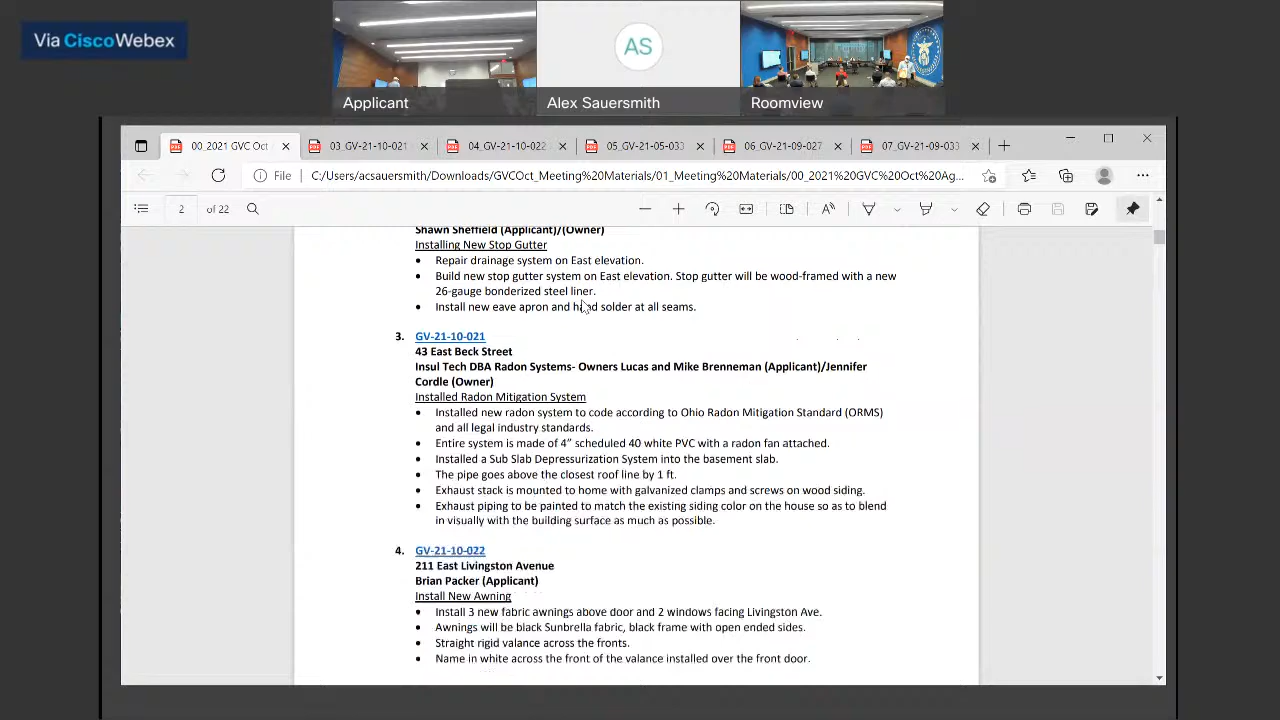 Via Cisco Webex
AS
Applicant
Alex Sauersmith
Roomview
00_2021 GVC Oct
03_GV-21-10-021
04_GV-21-10-022
05_GV-21-05-033
06_GV-21-09-027
07_GV-21-09-033
File
C:/Users/acsauersmith/Downloads/GVCOct_Meeting%20Materials/01_Meeting%20Materials/00_2021%20GVC%20Oct%20Ag...
2 of 22
Shawn Sheffield (Applicant)/(Owner)
Installing New Stop Gutter
• Repair drainage system on East elevation.
• Build new stop gutter system on East elevation. Stop gutter will be wood-framed with a new
26-gauge bonderized steel liner.
• Install new eave apron and solder at all seams.
3. GV-21-10-021
43 East Beck Street
Insul Tech DBA Radon Systems- Owners Lucas and Mike Brenneman (Applicant)/Jennifer
Cordle (Owner)
Installed Radon Mitigation System
• Installed new radon system to code according to Ohio Radon Mitigation Standard (ORMS)
and all legal industry standards.
• Entire system is made of 4” scheduled 40 white PVC with a radon fan attached.
• Installed a Sub Slab Depressurization System into the basement slab.
• The pipe goes above the closest roof line by 1 ft.
• Exhaust stack is mounted to home with galvanized clamps and screws on wood siding.
• Exhaust piping to be painted to match the existing siding color on the house so as to blend
in visually with the building surface as much as possible.
4. GV-21-10-022
211 East Livingston Avenue
Brian Packer (Applicant)
Install New Awning
• Install 3 new fabric awnings above door and 2 windows facing Livingston Ave.
• Awnings will be black Sunbrella fabric, black frame with open ended sides.
• Straight rigid valance across the fronts.
• Name in white across the front of the valance installed over the front door.